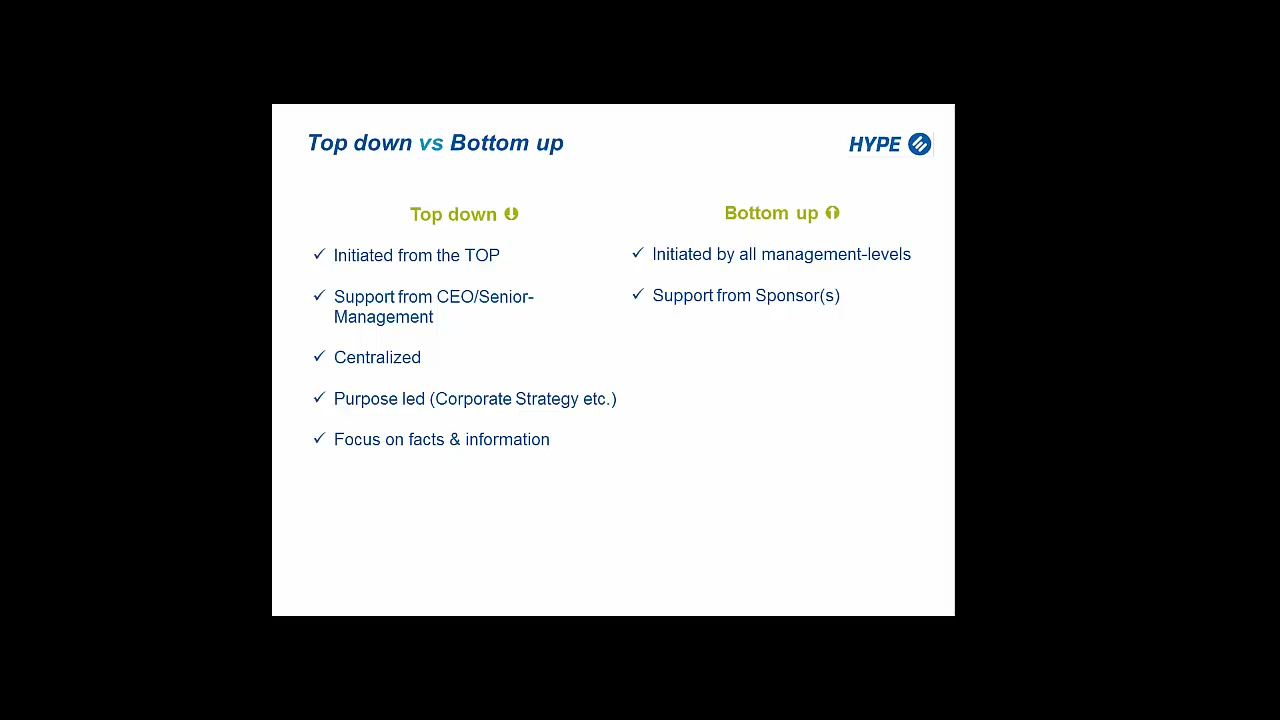 Top down vs Bottom up
HYPE
Top down
Initiated from the TOP
Support from CEO/Senior-
Management
Centralized
Purpose led (Corporate Strategy etc.)
Focus on facts & information
Bottom up
Initiated by all management-levels
Support from Sponsor(s)